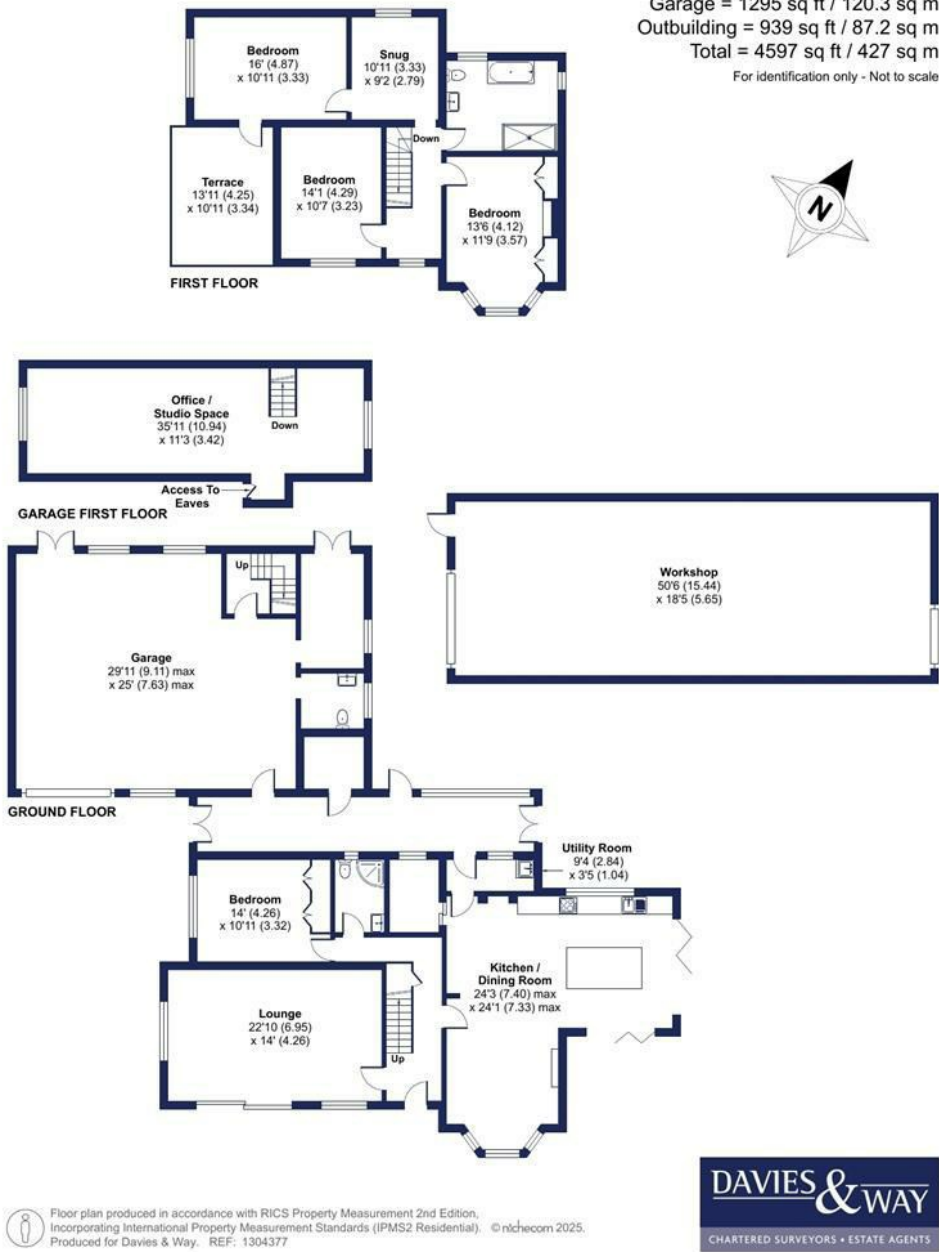 Garage = 1295 sq ft / 120.3 sq m
Outbuilding = 939 sq ft / 87.2 sq m
Total = 4597 sq ft / 427 sq m
For identification only - Not to scale
N
Bedroom
16' (4.87)
x 10'11 (3.33)
Snug
10'11 (3.33)
x 9'2 (2.79)
Down
Terrace
13'11 (4.25)
x 10'11 (3.34)
Bedroom
14'1 (4.29)
x 10'7 (3.23)
Bedroom
13'6 (4.12)
x 11'9 (3.57)
FIRST FLOOR
Office /
Studio Space
35'11 (10.94)
x 11'3 (3.42)
Down
Access To
Eaves
GARAGE FIRST FLOOR
Up
Workshop
50'6 (15.44)
x 18'5 (5.65)
Garage
29'11 (9.11) max
x 25' (7.63) max
GROUND FLOOR
Utility Room
9'4 (2.84)
x 3'5 (1.04)
Bedroom
14' (4.26)
x 10'11 (3.32)
Kitchen /
Dining Room
24'3 (7.40) max
x 24'1 (7.33) max
Lounge
22'10 (6.95)
x 14' (4.26)
Up
Floor plan produced in accordance with RICS Property Measurement 2nd Edition,
Incorporating International Property Measurement Standards (IPMS2 Residential). © nichecom 2025.
Produced for Davies & Way. REF: 1304377
DAVIES & WAY
CHARTERED SURVEYORS • ESTATE AGENTS